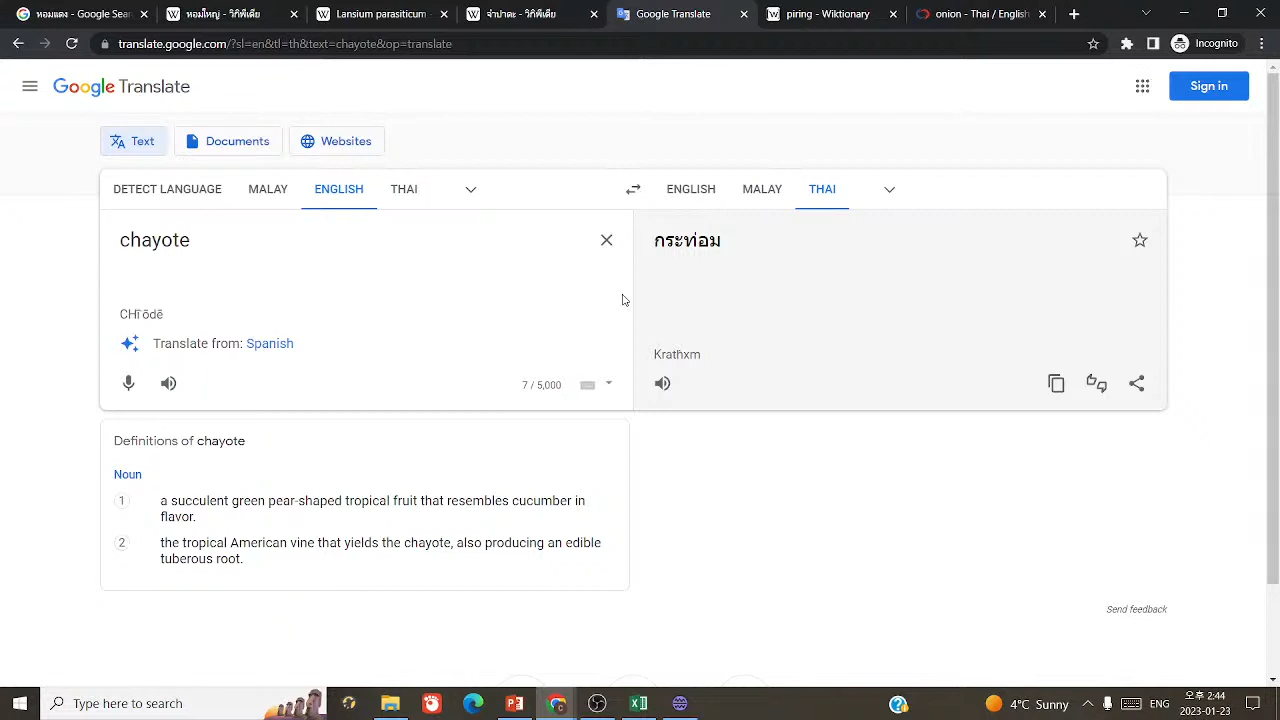 ซอมแพง - Google Sear
หอมใหญ่ - วิกิพีเดีย
Lansium parasiticum -
จำปาดะ - วิกิพีเดีย
Google Translate
piring - Wiktionary
onion - Thai / English
translate.google.com/?sl=en&tl=th&text=chayote&op=translate
Incognito
Google Translate
Sign in
Text
Documents
Websites
DETECT LANGUAGE
MALAY
ENGLISH
THAI
ENGLISH
MALAY
THAI
chayote
กระท่อม
Translate from: Spanish
7 / 5,000
Definitions of chayote
Noun
1
a succulent green pear-shaped tropical fruit that resembles cucumber in
flavor.
2
the tropical American vine that yields the chayote, also producing an edible
tuberous root.
Send feedback
Type here to search
4°C Sunny
ENG
오후 2:44
2023-01-23